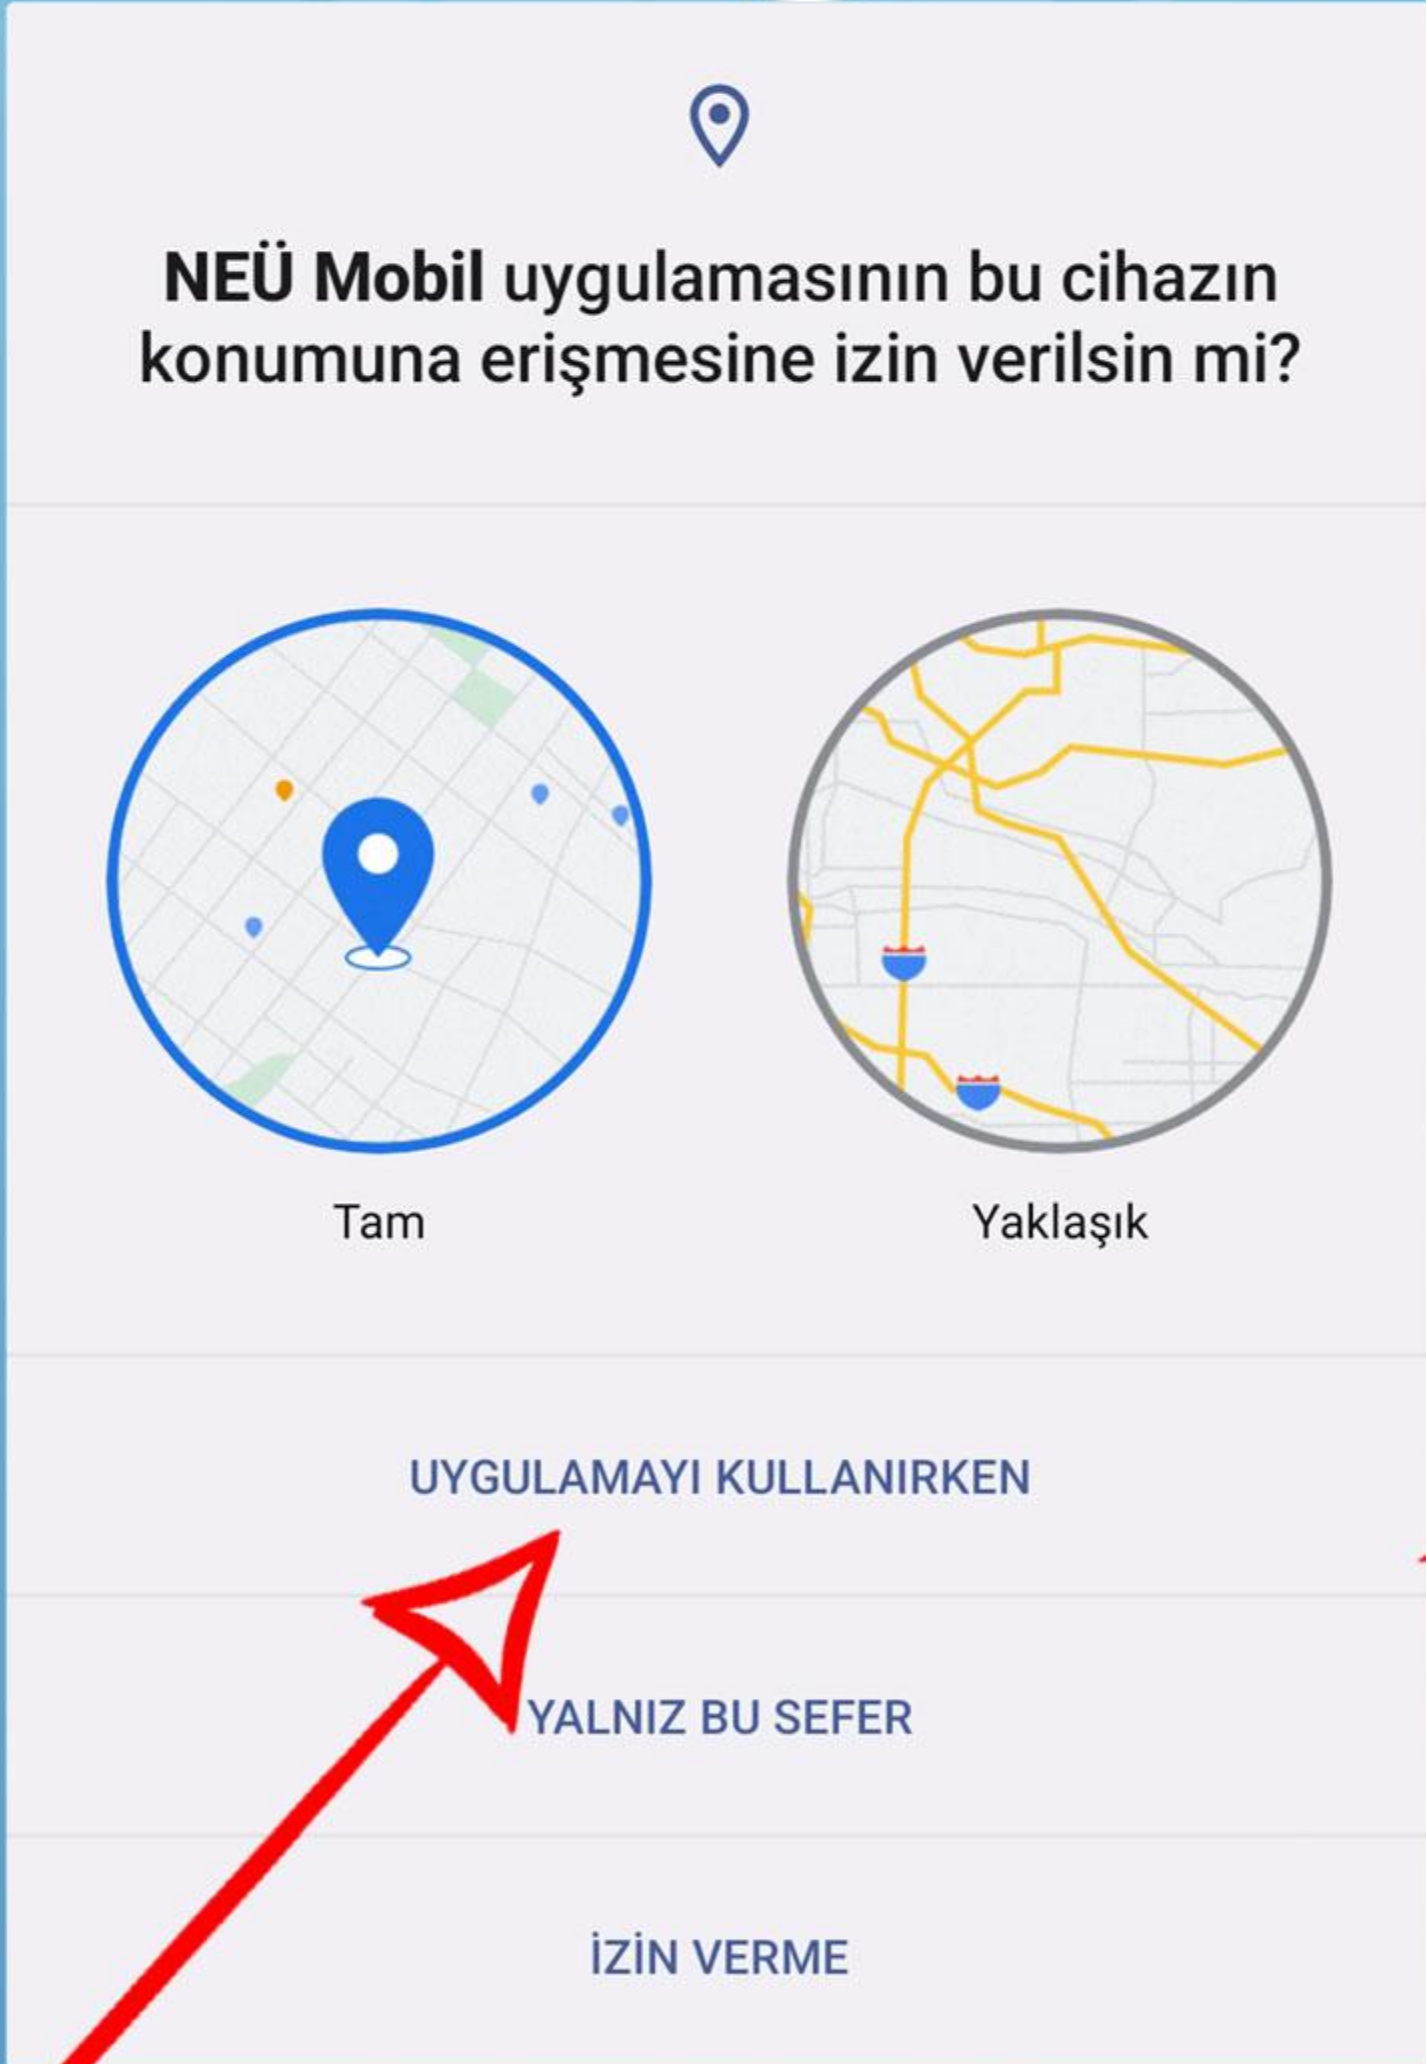 NEÜ Mobil uygulamasının bu cihazın
konumuna erişmesine izin verilsin mi?
Tam
Yaklaşık
UYGULAMAYI KULLANIRKEN
YALNIZ BU SEFER
İZİN VERME